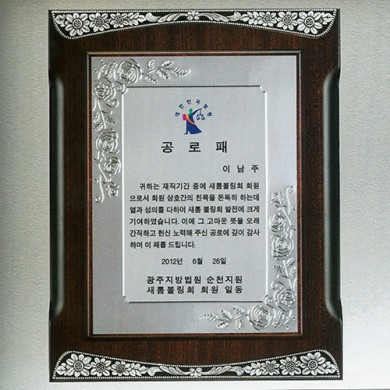 대한민국법원
공 로 패
이 남 주
귀하는 재직기간 중에 새롬볼링회 회원
으로서 회원 상호간의 친목을 돈독히 하는데
열과 성의를 다하여 새롬 볼링회 발전에 크게
기여하였습니다. 이에 그 고마운 뜻을 오래
간직하고 헌신 노력해 주신 공로에 깊이 감사
하며 이 패를 드립니다.
2012년 6월 26일
광주지방법원 순천지원
새롬볼링회 회원 일동